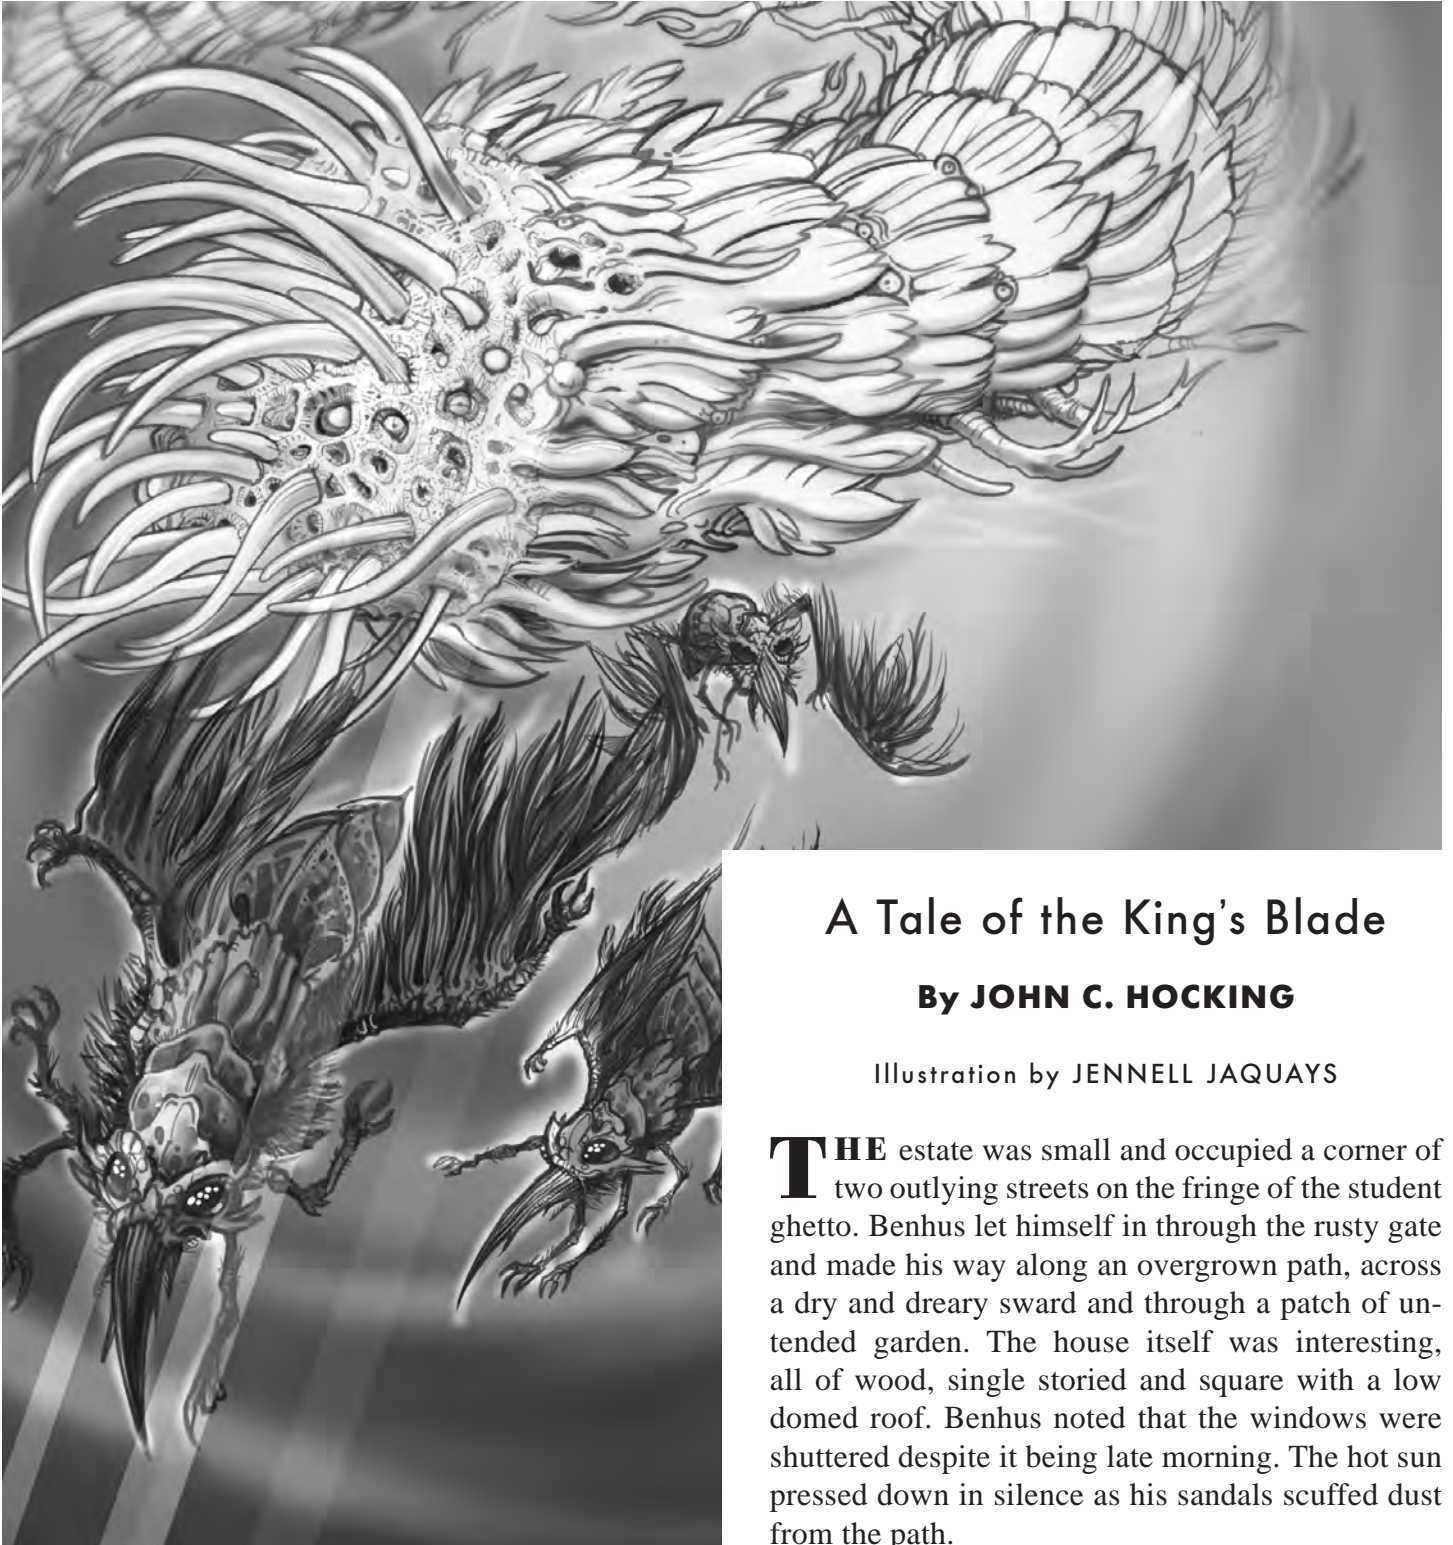 A Tale of the King's Blade
By JOHN C. HOCKING
Illustration by JENNELL JAQUAYS
THE estate was small and occupied a corner of
two outlying streets on the fringe of the student
ghetto. Benhus let himself in through the rusty gate
and made his way along an overgrown path, across
a dry and dreary sward and through a patch of un-
tended garden. The house itself was interesting,
all of wood, single storied and square with a low
domed roof. Benhus noted that the windows were
shuttered despite it being late morning. The hot sun
pressed down in silence as his sandals scuffed dust
from the path.